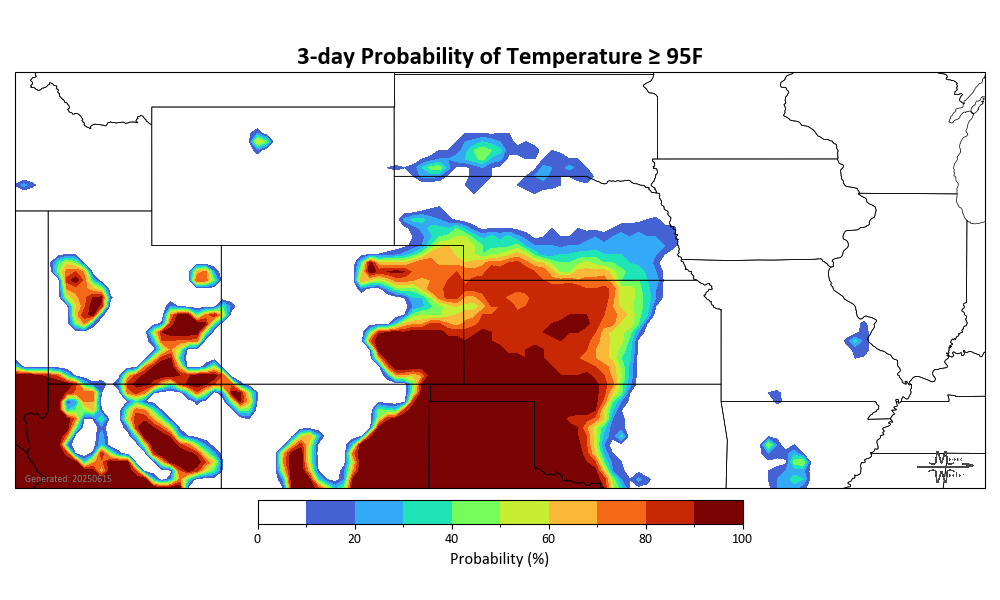 3-day Probability of Temperature ≥ 95F
Generated: 20250615
0 20 40 60 80 100
Probability (%)